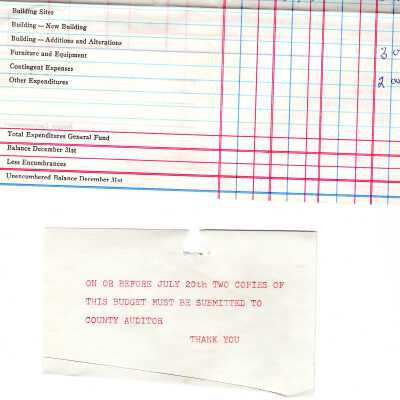 Building Sites
Building — New Building
Building — Additions and Alterations
Furniture and Equipment
Contingent Expenses
Other Expenditures
Total Expenditures General Fund
Balance December 31st
Less Encumbrances
Unencumbered Balance December 31st
ON OR BEFORE JULY 20th TWO COPIES OF
THIS BUDGET MUST BE SUBMITTED TO
COUNTY AUDITOR
THANK YOU